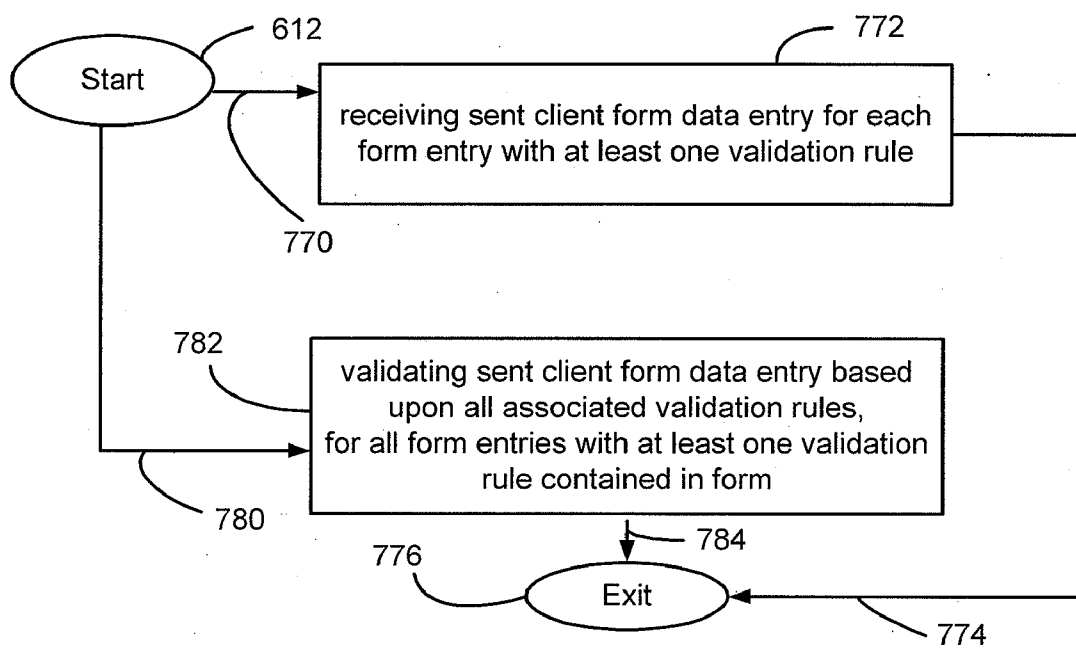 612
Start
772
receiving sent client form data entry for each
form entry with at least one validation rule
770
782
validating sent client form data entry based
upon all associated validation rules,
for all form entries with at least one validation
rule contained in form
780
784
776
Exit
774